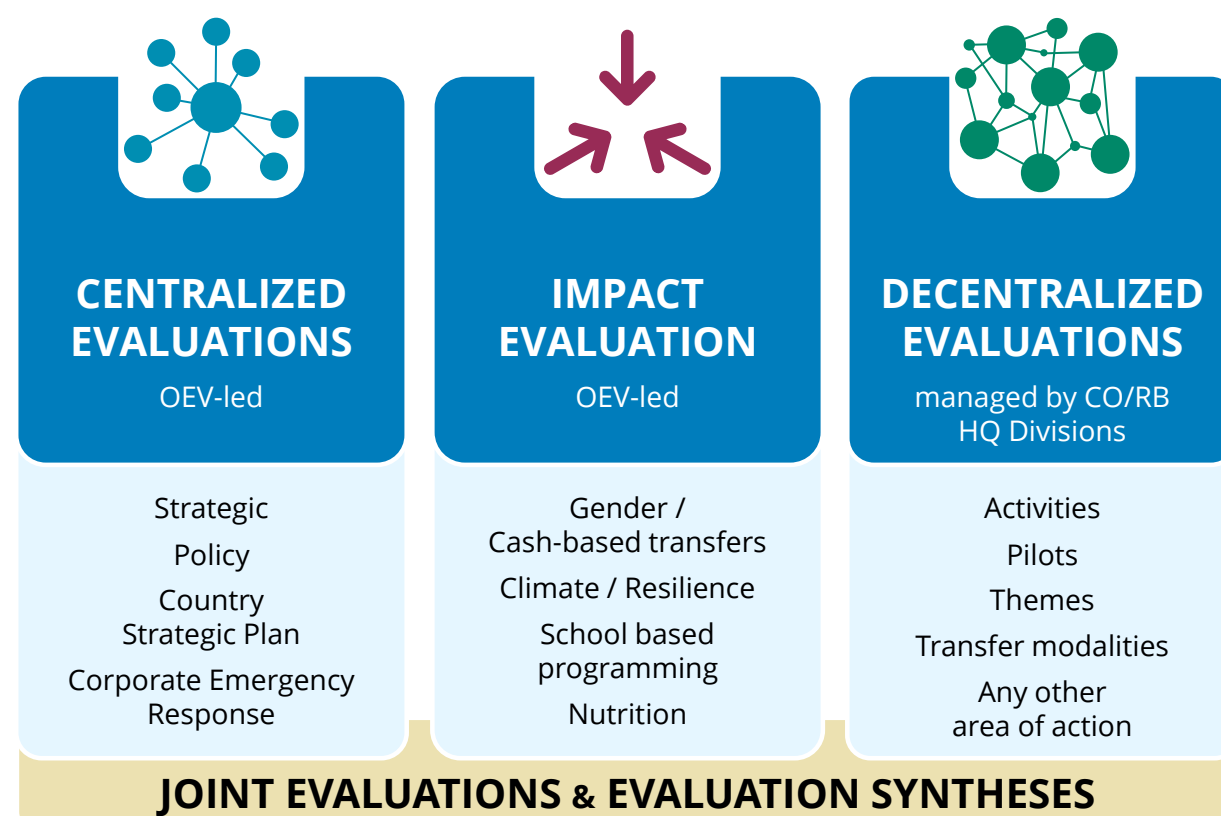 CENTRALIZED
EVALUATIONS
OEV-led
Strategic
Policy
Country
Strategic Plan
Corporate Emergency
Response
IMPACT
EVALUATION
OEV-led
Gender /
Cash-based transfers
Climate / Resilience
School based
programming
Nutrition
DECENTRALIZED
EVALUATIONS
managed by CO/RB
HQ Divisions
Activities
Pilots
Themes
Transfer modalities
Any other
area of action
JOINT EVALUATIONS & EVALUATION SYNTHESES